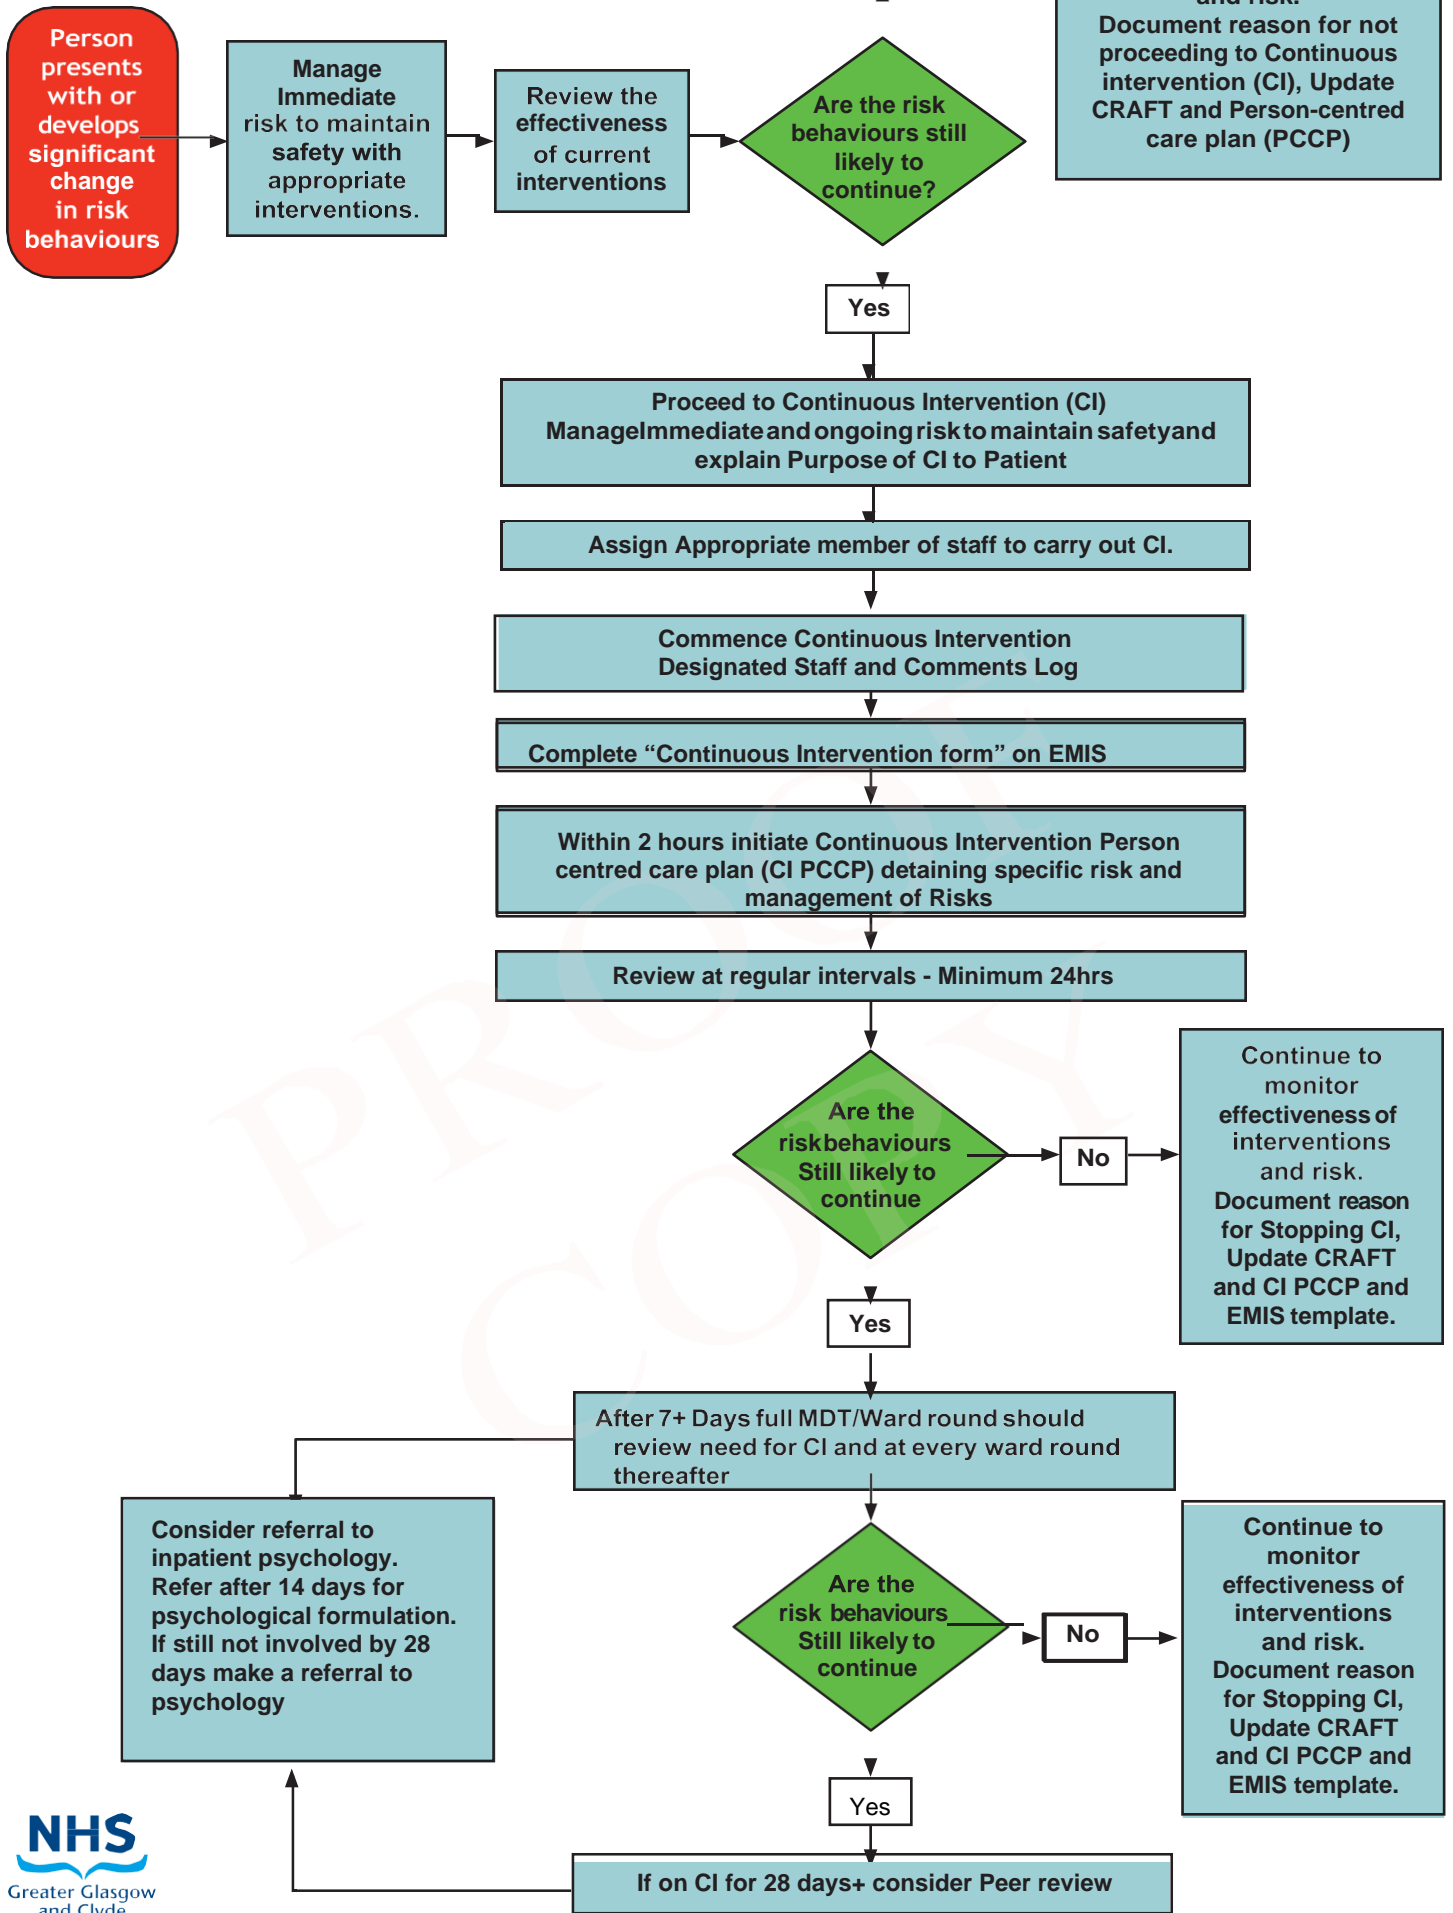 Person
presents
with or
develops
significant
change
in risk
behaviours
Manage
Immediate
risk to maintain
safety with
appropriate
interventions.
Review the
effectiveness
of current
interventions
Are the risk
behaviours still
likely to
continue?
and risk.
Document reason for not
proceeding to Continuous
intervention (CI), Update
CRAFT and Person-centred
care plan (PCCP)
Yes
Proceed to Continuous Intervention (CI)
ManageImmediate and ongoing risk to maintain safety and
explain Purpose of CI to Patient
Assign Appropriate member of staff to carry out CI.
Commence Continuous Intervention
Designated Staff and Comments Log
Complete “Continuous Intervention form” on EMIS
Within 2 hours initiate Continuous Intervention Person
centred care plan (CI PCCP) detaining specific risk and
management of Risks
Review at regular intervals - Minimum 24hrs
Are the
risk behaviours
Still likely to
continue
No
Continue to
monitor
effectiveness of
interventions
and risk.
Document reason
for Stopping CI,
Update CRAFT
and CI PCCP and
EMIS template.
Yes
After 7+ Days full MDT/Ward round should
review need for CI and at every ward round
thereafter
Consider referral to
inpatient psychology.
Refer after 14 days for
psychological formulation.
If still not involved by 28
days make a referral to
psychology
Are the
risk behaviours
Still likely to
continue
No
Continue to
monitor
effectiveness of
interventions
and risk.
Document reason
for Stopping CI,
Update CRAFT
and CI PCCP and
EMIS template.
Yes
If on CI for 28 days+ consider Peer review
NHS
Greater Glasgow
and Clyde
PROOF
COPY